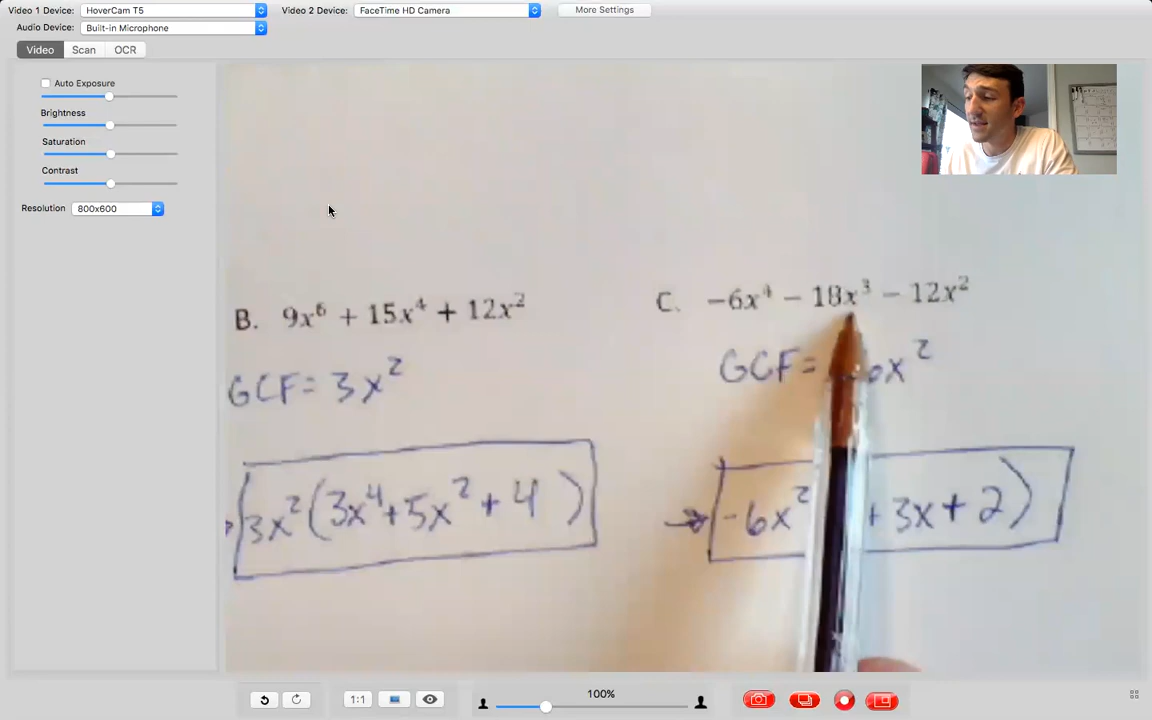 Video 1 Device: HoverCam T5 Video 2 Device: FaceTime HD Camera More Settings
Audio Device: Built-in Microphone
Video Scan OCR
Auto Exposure
Brightness
Saturation
Contrast
Resolution 800x600
B. 9x⁶ + 15x⁴ + 12x²
GCF = 3x²
3x²(3x⁴+5x²+4)
C. -6x⁴ - 18x³ - 12x²
GCF = 6x²
-6x² + 3x + 2)
1:1 100%